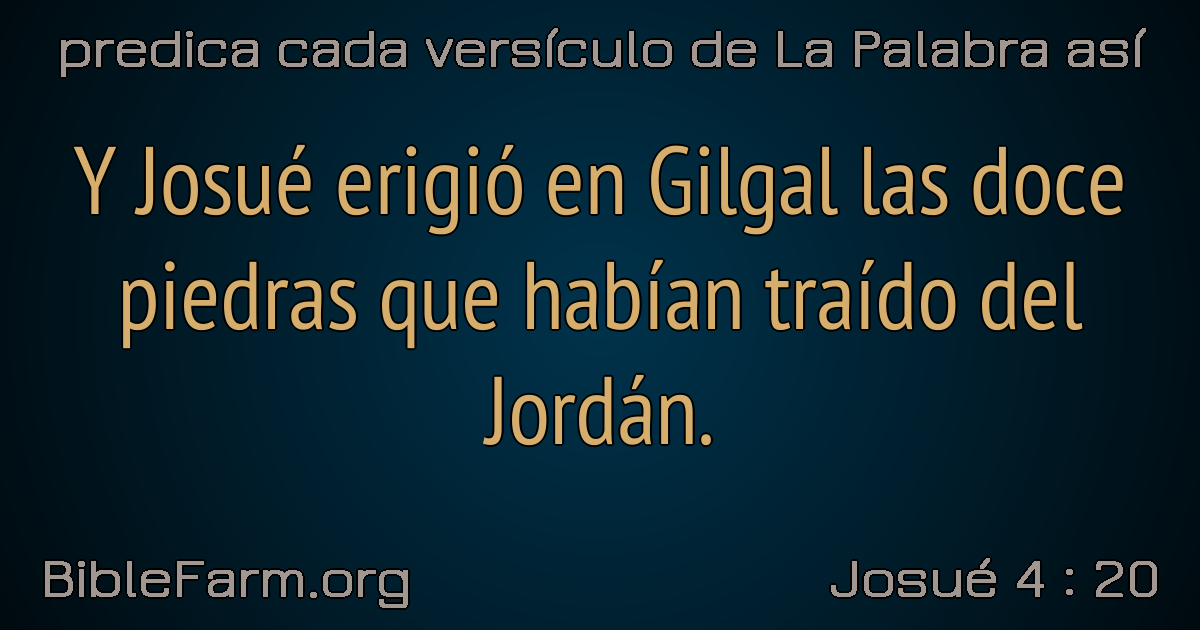 predica cada versículo de La Palabra así
Y Josué erigió en Gilgal las doce
piedras que habían traído del
Jordán.
BibleFarm.org
Josué 4 : 20